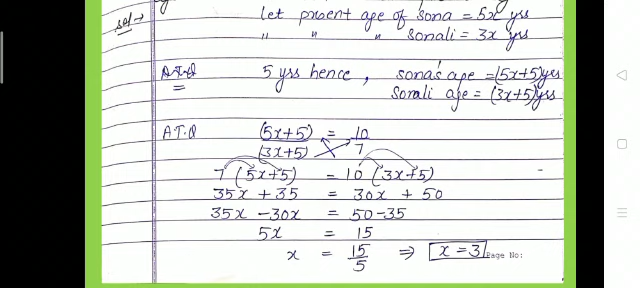 Sol→ let present age of Sona = 5x yrs
" " " Sonali = 3x yrs
A.T.Q 5 yrs hence, sona's age = (5x+5) yrs
Sonali age = (3x+5) yrs
A.T.Q (5x+5)/(3x+5) = 10/7
7(5x+5) = 10(3x+5)
35x + 35 = 30x + 50
35x - 30x = 50-35
5x = 15
x = 15/5 ⇒ x = 3
Page No: